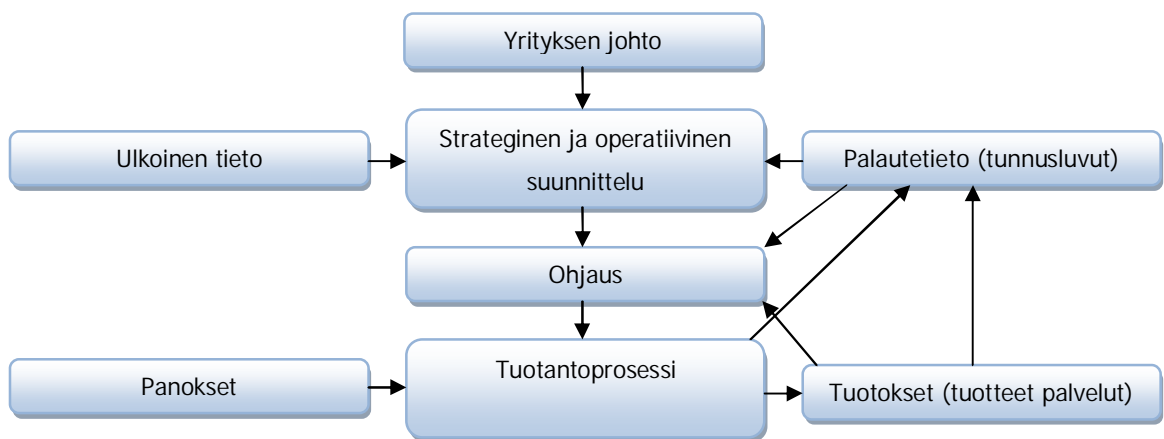 Yrityksen johto
Ulkoinen tieto
Strateginen ja operatiivinen
suunnittelu
Palautetieto (tunnusluvut)
Ohjaus
Panokset
Tuotantoprosessi
Tuotokset (tuotteet palvelut)